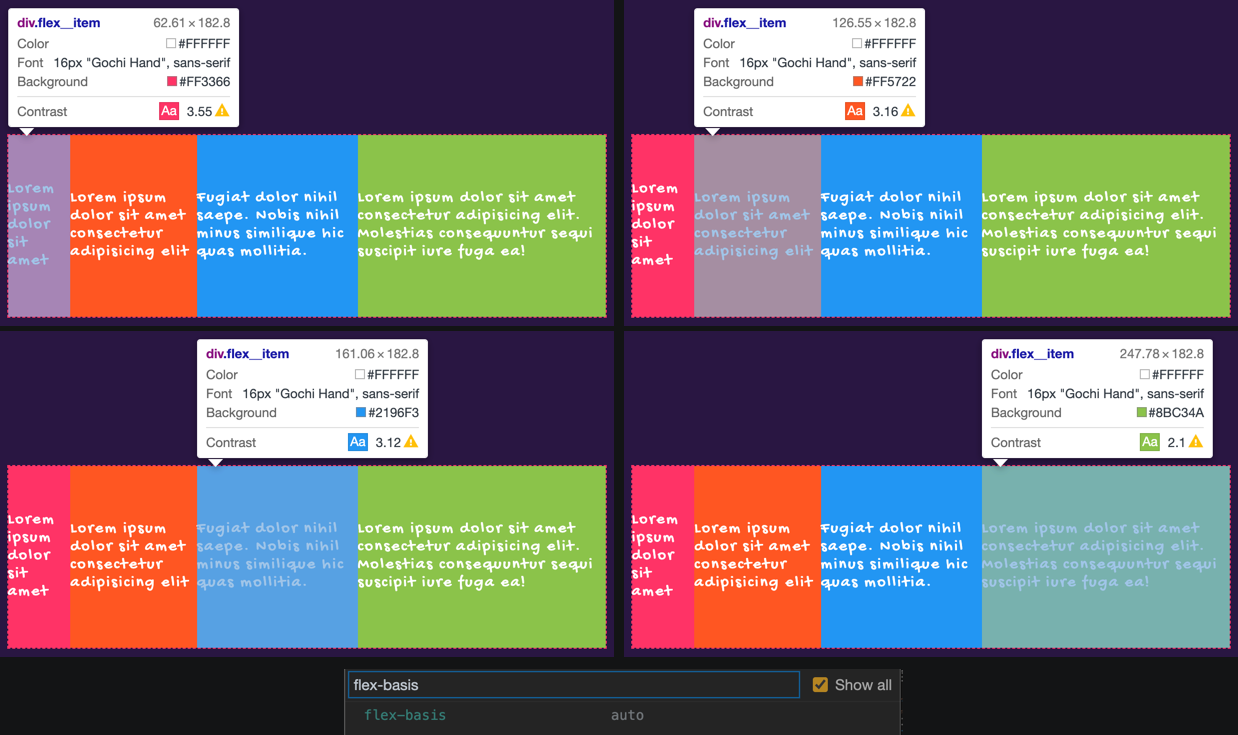 div.flex__item 62.61 × 182.8
Color #FFFFFF
Font 16px "Gochi Hand", sans-serif
Background #FF3366
Contrast Aa 3.55
Lorem
ipsum
dolor
sit
amet
Lorem ipsum
dolor sit amet
consectetur
adipisicing elit
Fugiat dolor nihil
saepe. Nobis nihil
minus similique hic
quas mollitia.
Lorem ipsum dolor sit amet
consectetur adipisicing elit.
Molestias consequuntur sequi
suscipit iure fuga ea!
div.flex__item 126.55 × 182.8
Color #FFFFFF
Font 16px "Gochi Hand", sans-serif
Background #FF5722
Contrast Aa 3.16
Lorem
ipsum
dolor
sit
amet
Lorem ipsum
dolor sit amet
consectetur
adipisicing elit
Fugiat dolor nihil
saepe. Nobis nihil
minus similique hic
quas mollitia.
Lorem ipsum dolor sit amet
consectetur adipisicing elit.
Molestias consequuntur sequi
suscipit iure fuga ea!
div.flex__item 161.06 × 182.8
Color #FFFFFF
Font 16px "Gochi Hand", sans-serif
Background #2196F3
Contrast Aa 3.12
Lorem
ipsum
dolor
sit
amet
Lorem ipsum
dolor sit amet
consectetur
adipisicing elit
Fugiat dolor nihil
saepe. Nobis nihil
minus similique hic
quas mollitia.
Lorem ipsum dolor sit amet
consectetur adipisicing elit.
Molestias consequuntur sequi
suscipit iure fuga ea!
div.flex__item 247.78 × 182.8
Color #FFFFFF
Font 16px "Gochi Hand", sans-serif
Background #8BC34A
Contrast Aa 2.1
Lorem
ipsum
dolor
sit
amet
Lorem ipsum
dolor sit amet
consectetur
adipisicing elit
Fugiat dolor nihil
saepe. Nobis nihil
minus similique hic
quas mollitia.
Lorem ipsum dolor sit amet
consectetur adipisicing elit.
Molestias consequuntur sequi
suscipit iure fuga ea!
flex-basis Show all
flex-basis auto